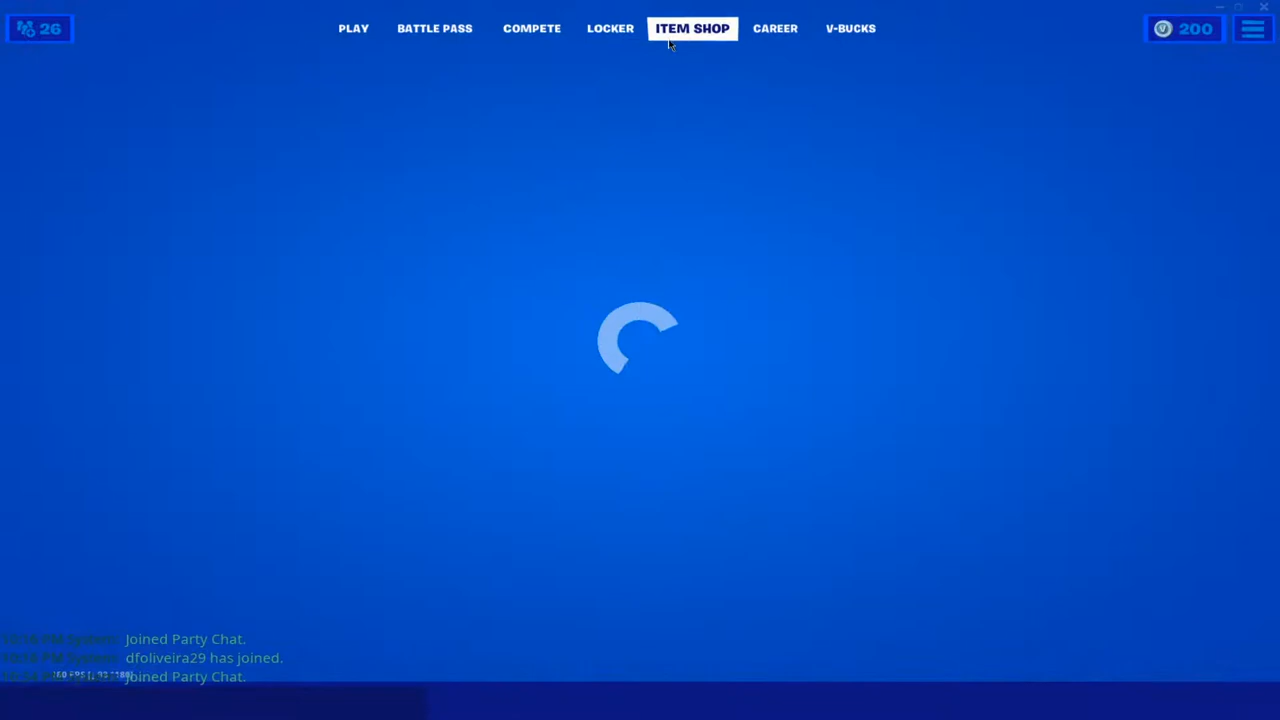 26
PLAY
BATTLE PASS
COMPETE
LOCKER
ITEM SHOP
CAREER
V-BUCKS
200
Joined Party Chat.
dfoliveira29 has joined.
Joined Party Chat.